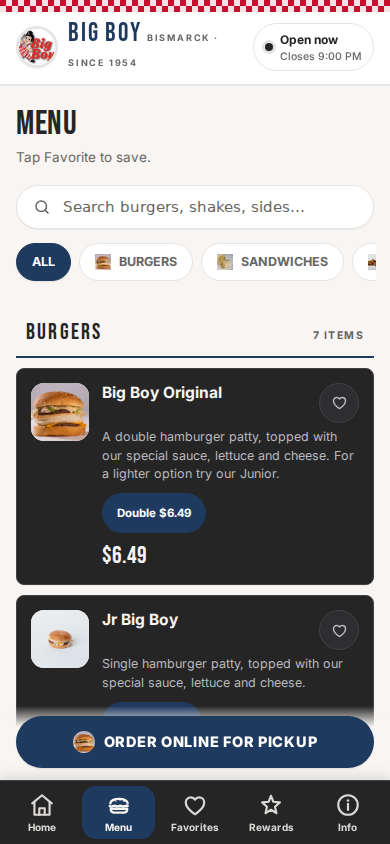 Big Boy
BIG BOY BISMARCK ·
SINCE 1954
Open now
Closes 9:00 PM
MENU
Tap Favorite to save.
Search burgers, shakes, sides...
ALL
BURGERS
SANDWICHES
BURGERS
7 ITEMS
Big Boy Original
A double hamburger patty, topped with
our special sauce, lettuce and cheese. For
a lighter option try our Junior.
Double $6.49
$6.49
Jr Big Boy
Single hamburger patty, topped with our
special sauce, lettuce and cheese.
ORDER ONLINE FOR PICKUP
Home
Menu
Favorites
Rewards
Info